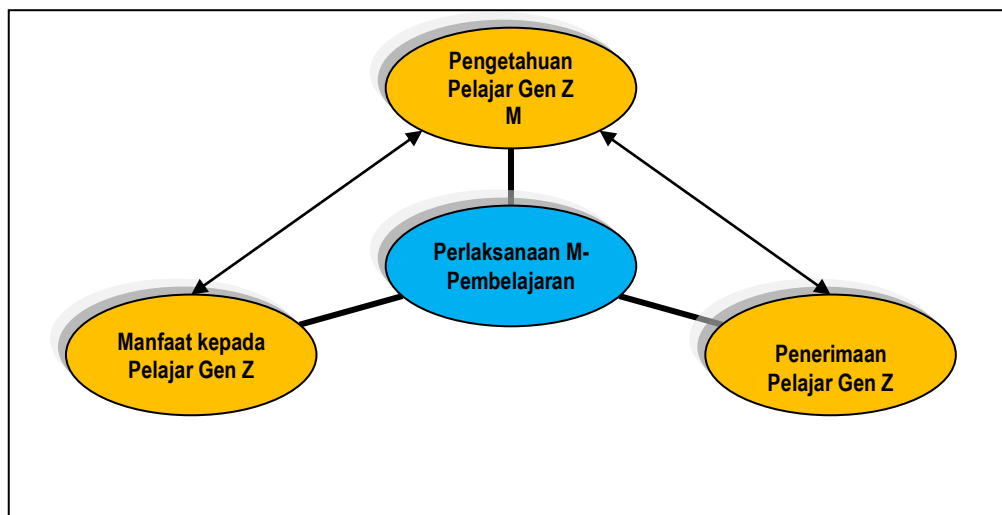 Pengetahuan
Pelajar Gen Z
M
Perlaksanaan M-
Pembelajaran
Manfaat kepada
Pelajar Gen Z
Penerimaan
Pelajar Gen Z